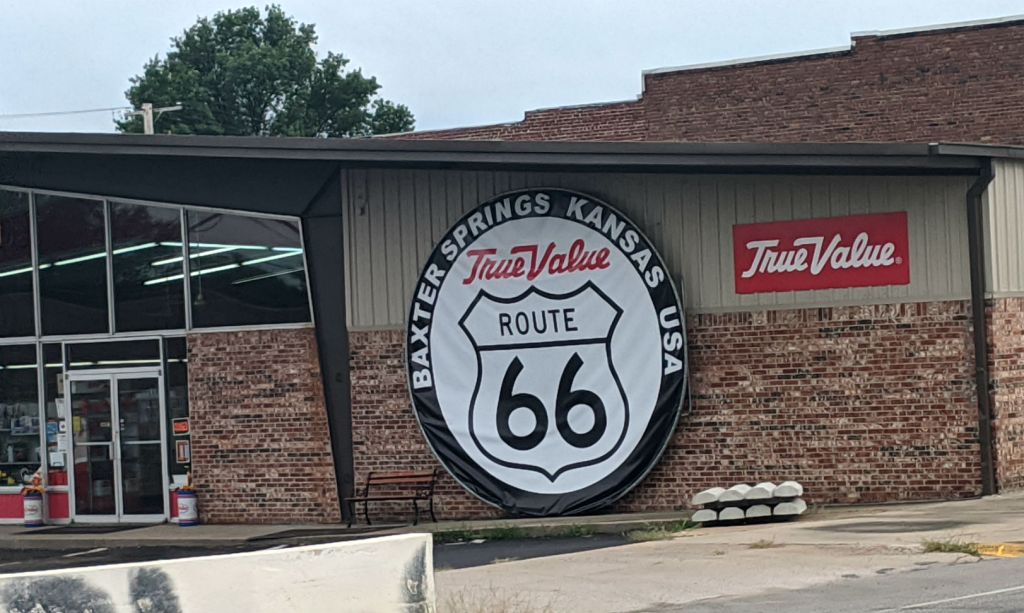 BAXTER SPRINGS KANSAS USA
True Value
ROUTE
66
True Value®